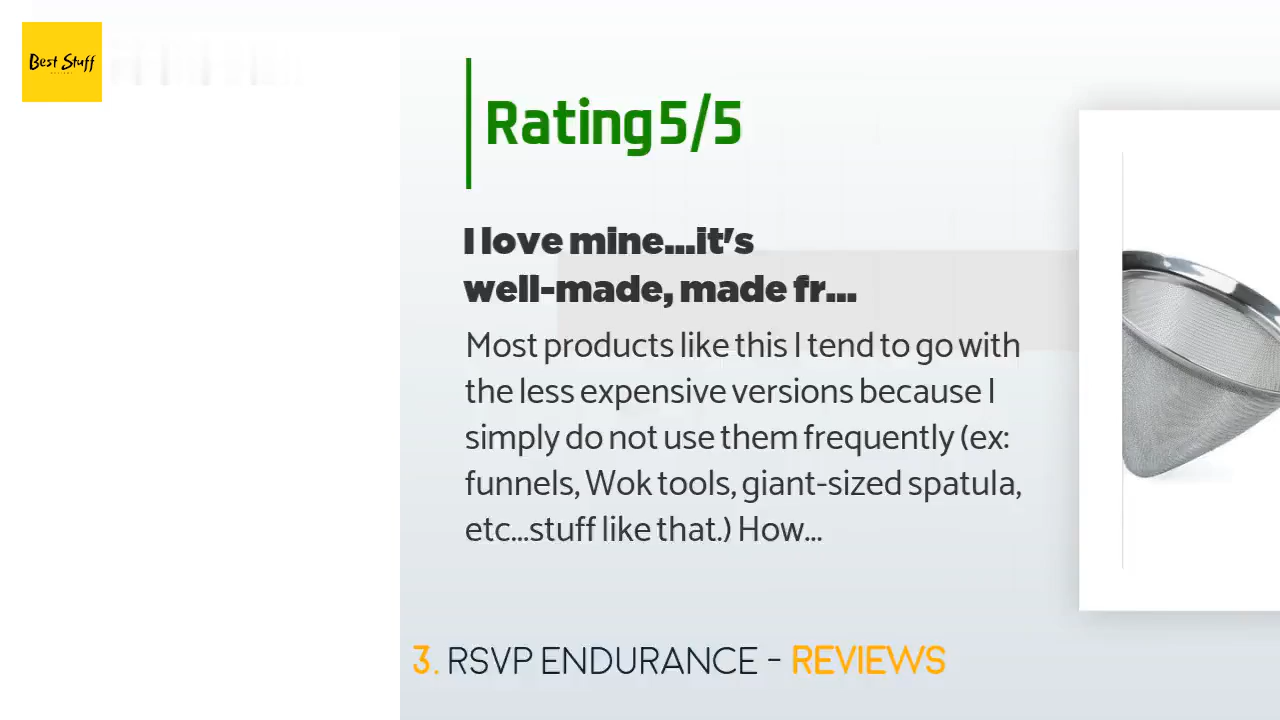 Best Stuff
Rating 5/5
I love mine...it's
well-made, made fr...
Most products like this I tend to go with
the less expensive versions because I
simply do not use them frequently (ex:
funnels, Wok tools, giant-sized spatula,
etc...stuff like that.) How...
3. RSVP ENDURANCE - REVIEWS